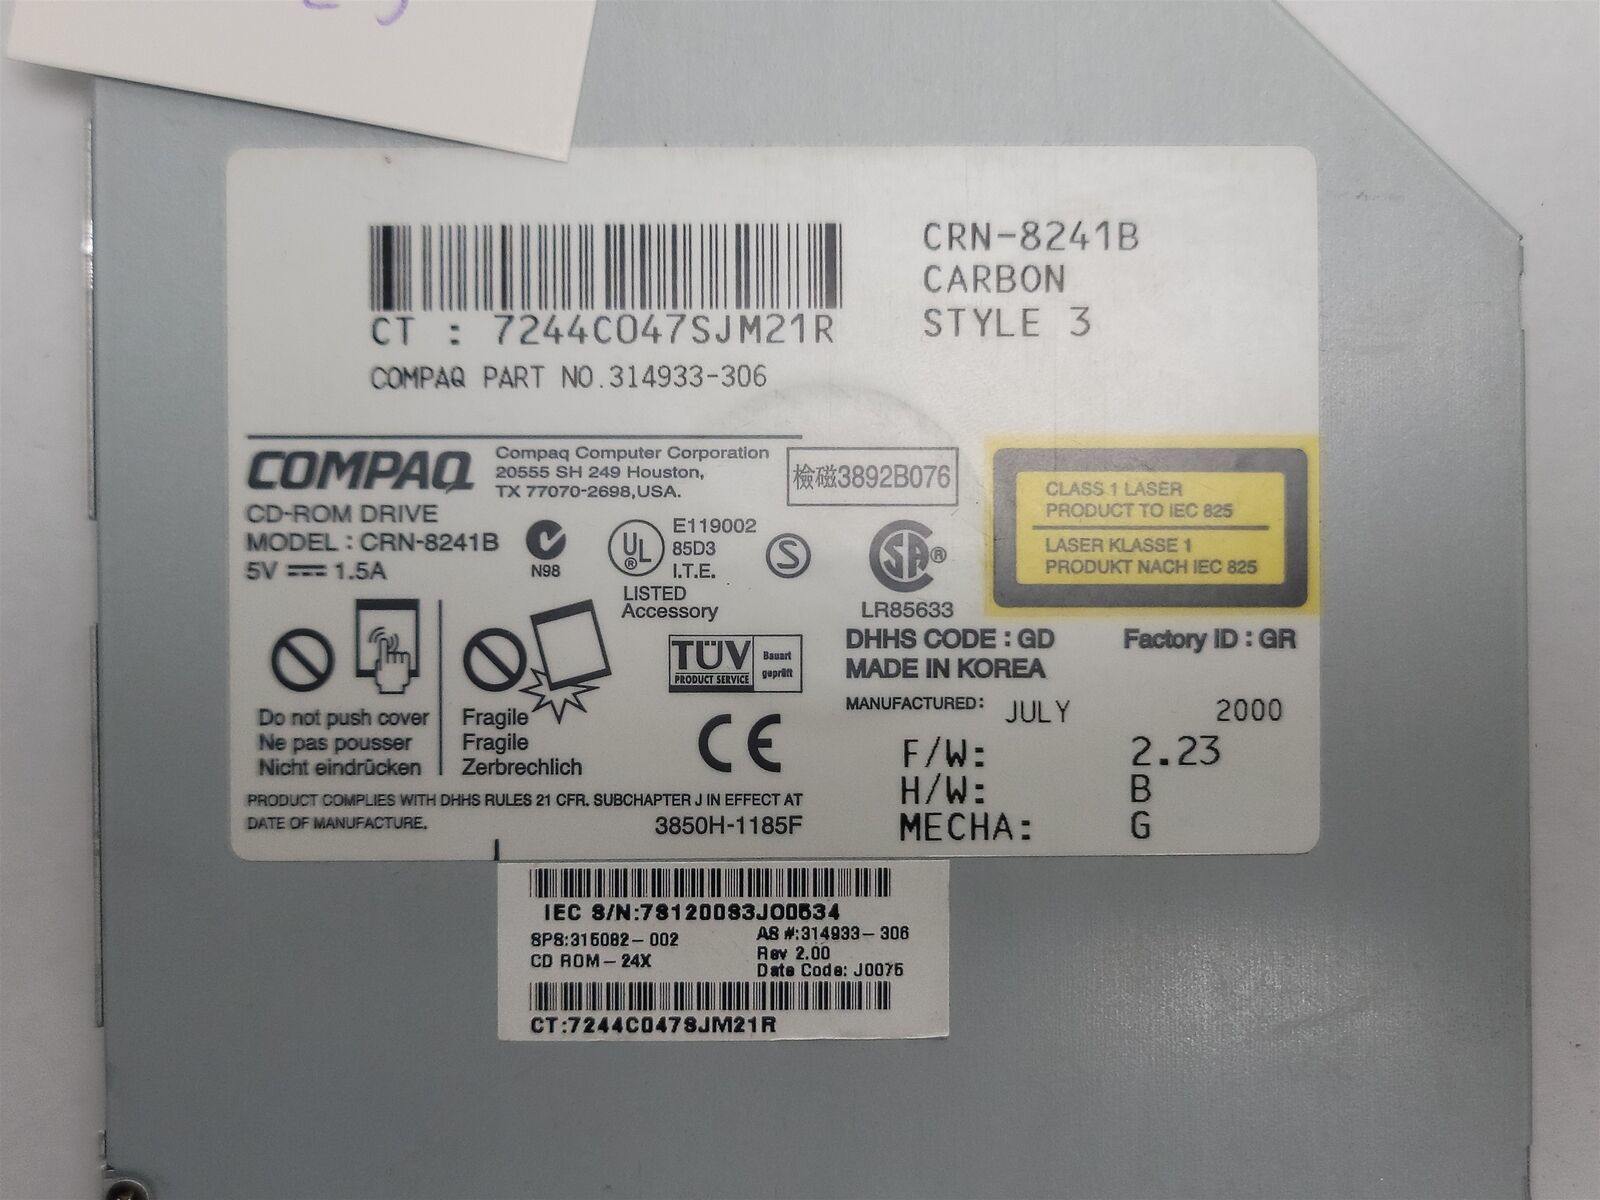 CT : 7244C047SJM21R
COMPAQ PART NO.314933-306
CRN-8241B
CARBON
STYLE 3
COMPAQ
Compaq Computer Corporation
20555 SH 249 Houston,
TX 77070-2698,USA.
檢磁3892B076
CD-ROM DRIVE
MODEL : CRN-8241B
5V 1.5A
N98
UL
®
E119002
85D3
I.T.E.
LISTED
Accessory
S
SA®
LR85633
CLASS 1 LASER
PRODUCT TO IEC 825
LASER KLASSE 1
PRODUKT NACH IEC 825
Do not push cover
Ne pas pousser
Nicht eindrücken
Fragile
Fragile
Zerbrechlich
TÜV
PRODUCT SERVICE
Bauart
geprüft
CE
DHHS CODE : GD
Factory ID : GR
MADE IN KOREA
MANUFACTURED: JULY 2000
F/W: 2.23
H/W: B
MECHA: G
PRODUCT COMPLIES WITH DHHS RULES 21 CFR. SUBCHAPTER J IN EFFECT AT
DATE OF MANUFACTURE.
3850H-1185F
IEC S/N:78120083J00534
SPS:315082-002
AS #:314933-306
CD ROM-24X
Rev 2.00
Date Code: J0075
CT:7244C047SJM21R